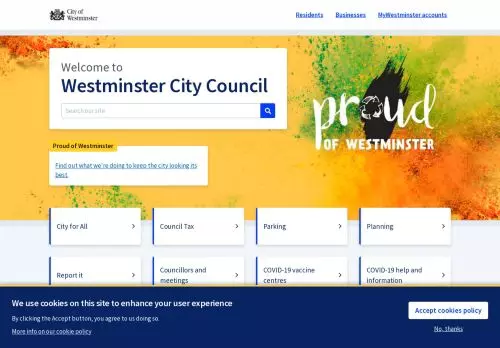 City of
Westminster
Residents
Businesses
MyWestminster accounts
Welcome to
Westminster City Council
Search our site
proud
OF WESTMINSTER
Proud of Westminster
Find out what we're doing to keep the city looking its
best.
City for All
Council Tax
Parking
Planning
Report it
Councillors and
meetings
COVID-19 vaccine
centres
COVID-19 help and
information
We use cookies on this site to enhance your user experience
By clicking the Accept button, you agree to us doing so.
More info on our cookie policy
Accept cookies policy
No, thanks